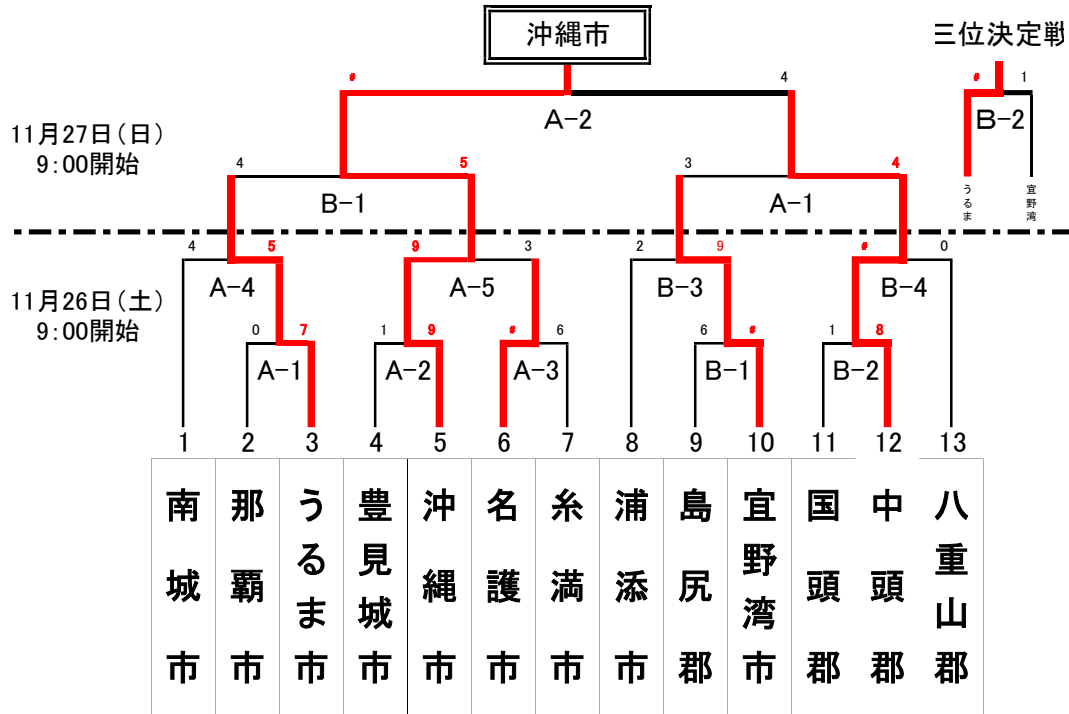 沖縄市
三位決定戦
# 4
# 1
A-2
B-2
11月27日(日)
9:00開始
4 5 3 4
うるま 宜野湾
B-1 A-1
4 5 9 3 2 9 # 0
A-4 A-5 B-3 B-4
11月26日(土)
9:00開始
0 7 1 9 # 6 6 # 1 8
A-1 A-2 A-3 B-1 B-2
1 2 3 4 5 6 7 8 9 10 11 12 13
南城市
那覇市
うるま市
豊見城市
沖縄市
名護市
糸満市
浦添市
島尻郡
宜野湾市
国頭郡
中頭郡
八重山郡